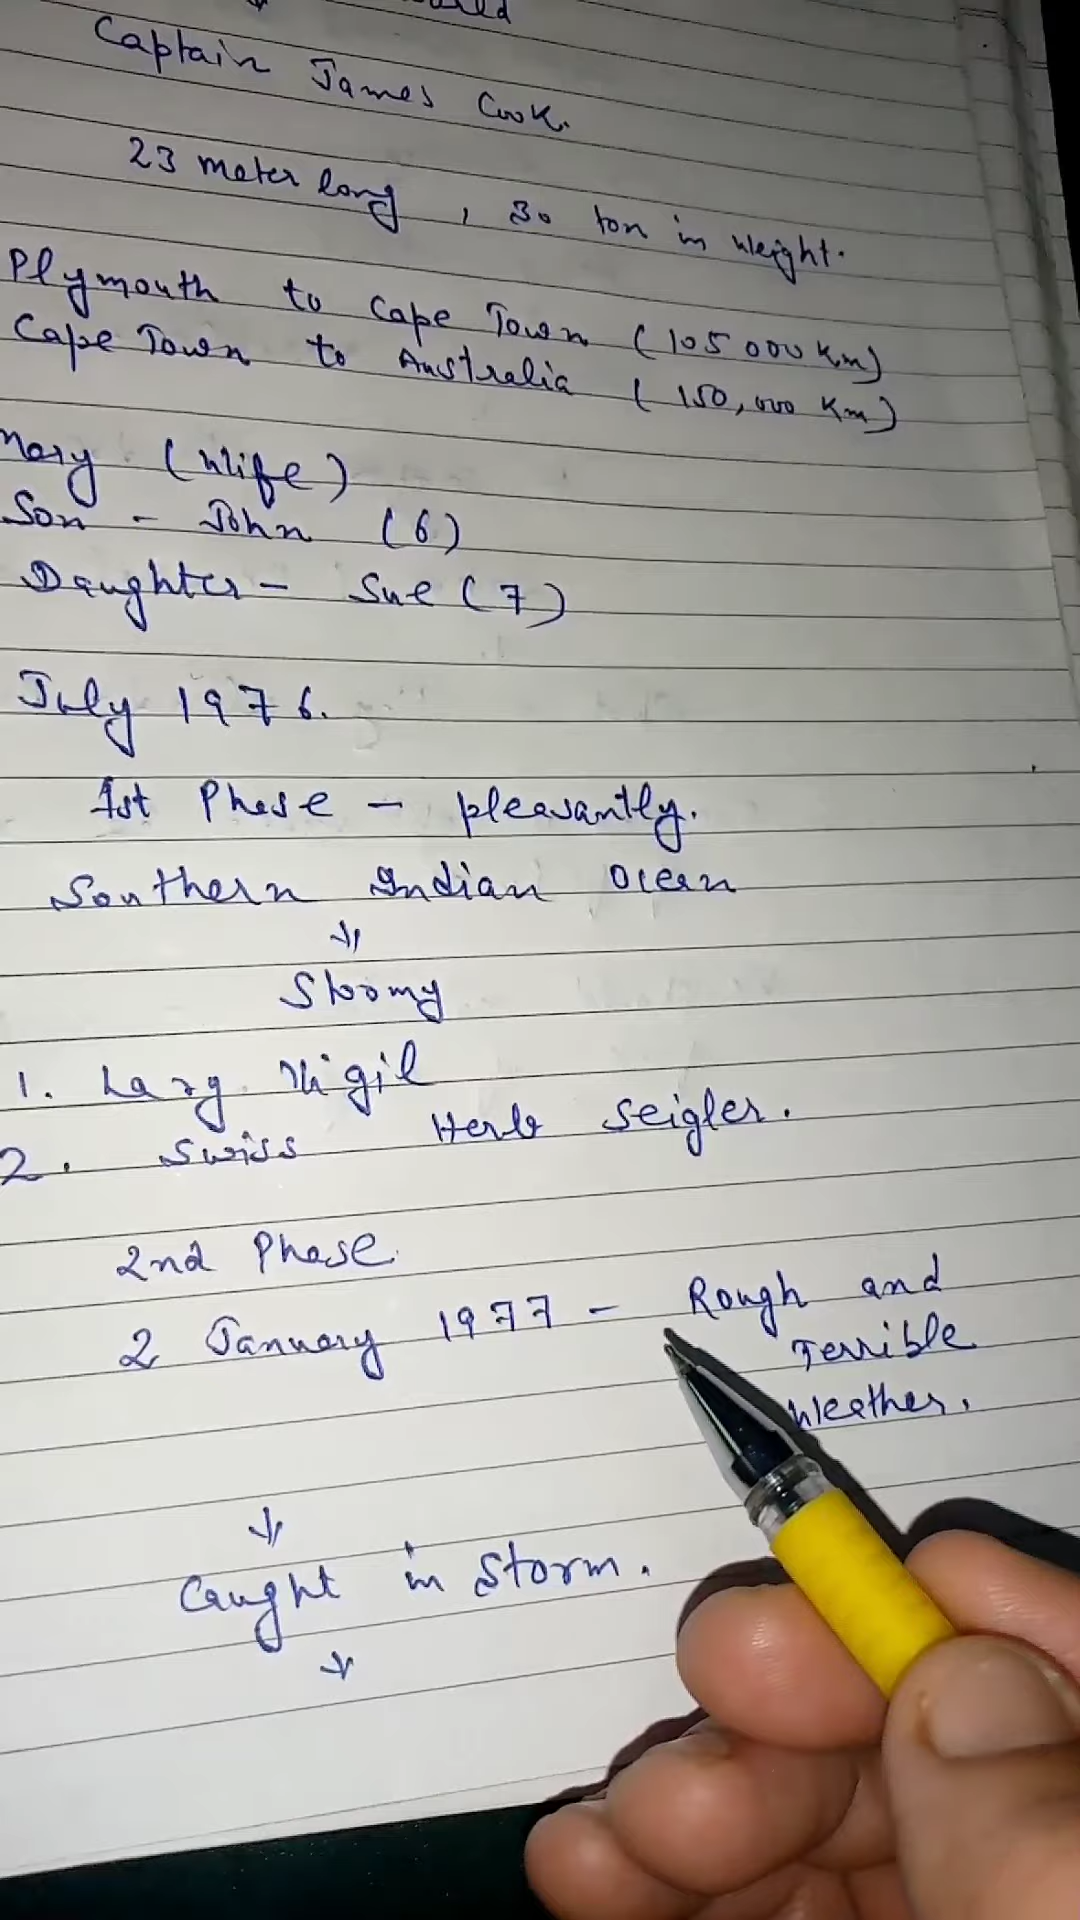 Captain James Cook.
23 meter long, 30 ton in weight.
Plymouth to Cape Town (105000 Km)
Cape Town to Australia (150,000 Km)
Mary (Wife)
Son - John (6)
Daughter - Sue (7)
July 1976.
1st Phase - pleasantly.
Southern Indian Ocean
↓
Stormy
1. Larry Vigil
2. Swiss Herb Seigler.
2nd Phase
2 January 1977 - Rough and
Terrible
Weather.
↓
Caught in Storm.
↓